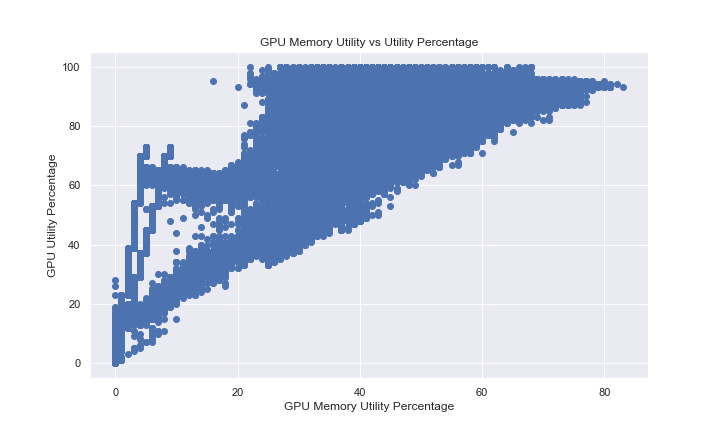 GPU Memory Utility vs Utility Percentage
100
80
60
40
20
0
GPU Utility Percentage
0 20 40 60 80
GPU Memory Utility Percentage